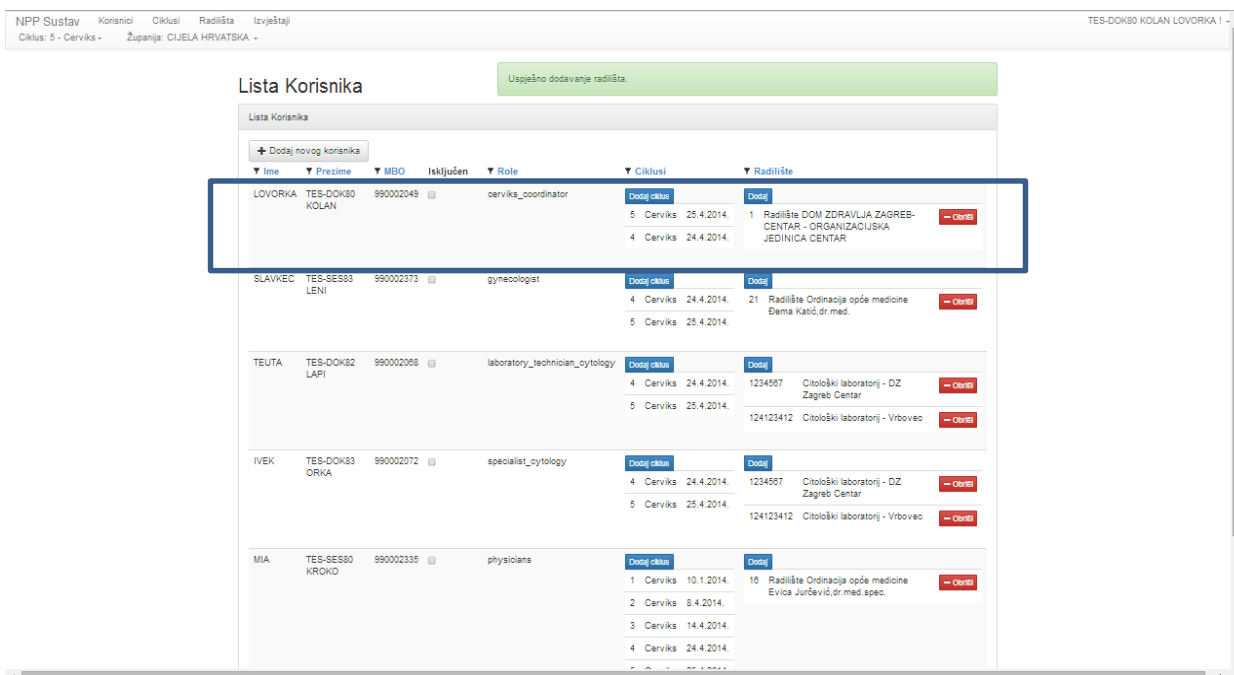 NPP Sustav Korisnici Ciklusi Radilišta Izvještaji TES-DOK80 KOLAN LOVORKA !
Ciklus: 5 - Cerviks Županija: CIJELA HRVATSKA
Uspješno dodavanje radilišta.
Lista Korisnika
Lista Korisnika
+ Dodaj novog korisnika
Ime Prezime MBO Isključen Role Ciklusi Radilište
LOVORKA TES-DOK80 990002049 cerviks_coordinator Dodaj ciklus Dodaj
KOLAN
5 Cerviks 25.4.2014. 1 Radilište DOM ZDRAVLJA ZAGREB- Obriši
CENTAR - ORGANIZACIJSKA
4 Cerviks 24.4.2014. JEDINICA CENTAR
SLAVKEC TES-SES83 990002373 gynecologist Dodaj ciklus Dodaj
LENI
4 Cerviks 24.4.2014. 21 Radilište Ordinacija opće medicine Obriši
Đema Katić,dr.med.
5 Cerviks 25.4.2014.
TEUTA TES-DOK82 990002068 laboratory_technician_cytology Dodaj ciklus Dodaj
LAPI
4 Cerviks 24.4.2014. 1234567 Citološki laboratorij - DZ Obriši
Zagreb Centar
5 Cerviks 25.4.2014.
124123412 Citološki laboratorij - Vrbovec Obriši
IVEK TES-DOK83 990002072 specialist_cytology Dodaj ciklus Dodaj
ORKA
4 Cerviks 24.4.2014. 1234567 Citološki laboratorij - DZ Obriši
Zagreb Centar
5 Cerviks 25.4.2014.
124123412 Citološki laboratorij - Vrbovec Obriši
MIA TES-SES80 990002335 physicians Dodaj ciklus Dodaj
KROKO
1 Cerviks 10.1.2014. 16 Radilište Ordinacija opće medicine Obriši
Evica Jurčević,dr.med.spec.
2 Cerviks 8.4.2014.
3 Cerviks 14.4.2014.
4 Cerviks 24.4.2014.